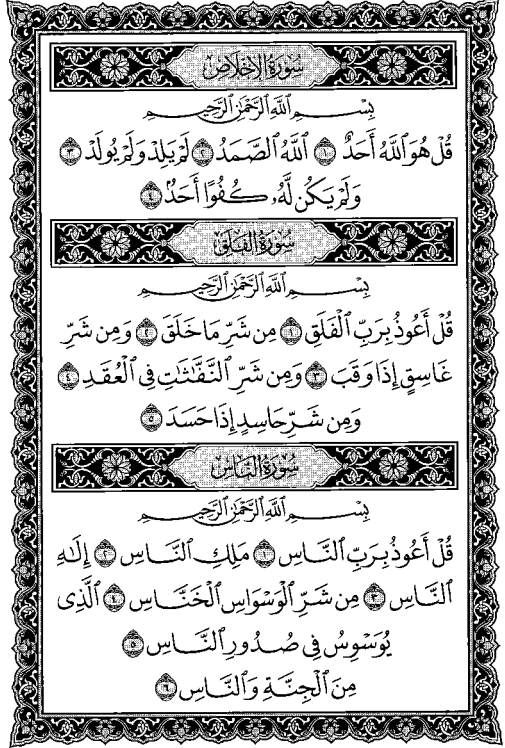 سُورَةُ الإِخْلَاصِ
بِسْمِ ٱللَّهِ ٱلرَّحْمَٰنِ ٱلرَّحِيمِ
قُلْ هُوَ ٱللَّهُ أَحَدٌ ١ ٱللَّهُ ٱلصَّمَدُ ٢ لَمْ يَلِدْ وَلَمْ يُولَدْ ٣
وَلَمْ يَكُن لَّهُۥ كُفُوًا أَحَدٌۢ ٤
سُورَةُ الفَلَقِ
بِسْمِ ٱللَّهِ ٱلرَّحْمَٰنِ ٱلرَّحِيمِ
قُلْ أَعُوذُ بِرَبِّ ٱلْفَلَقِ ١ مِن شَرِّ مَا خَلَقَ ٢ وَمِن شَرِّ
غَاسِقٍ إِذَا وَقَبَ ٣ وَمِن شَرِّ ٱلنَّفَّٰثَٰتِ فِى ٱلْعُقَدِ ٤
وَمِن شَرِّ حَاسِدٍ إِذَا حَسَدَ ٥
سُورَةُ النَّاسِ
بِسْمِ ٱللَّهِ ٱلرَّحْمَٰنِ ٱلرَّحِيمِ
قُلْ أَعُوذُ بِرَبِّ ٱلنَّاسِ ١ مَلِكِ ٱلنَّاسِ ٢ إِلَٰهِ
ٱلنَّاسِ ٣ مِن شَرِّ ٱلْوَسْوَاسِ ٱلْخَنَّاسِ ٤ ٱلَّذِى
يُوَسْوِسُ فِى صُدُورِ ٱلنَّاسِ ٥
مِنَ ٱلْجِنَّةِ وَٱلنَّاسِ ٦